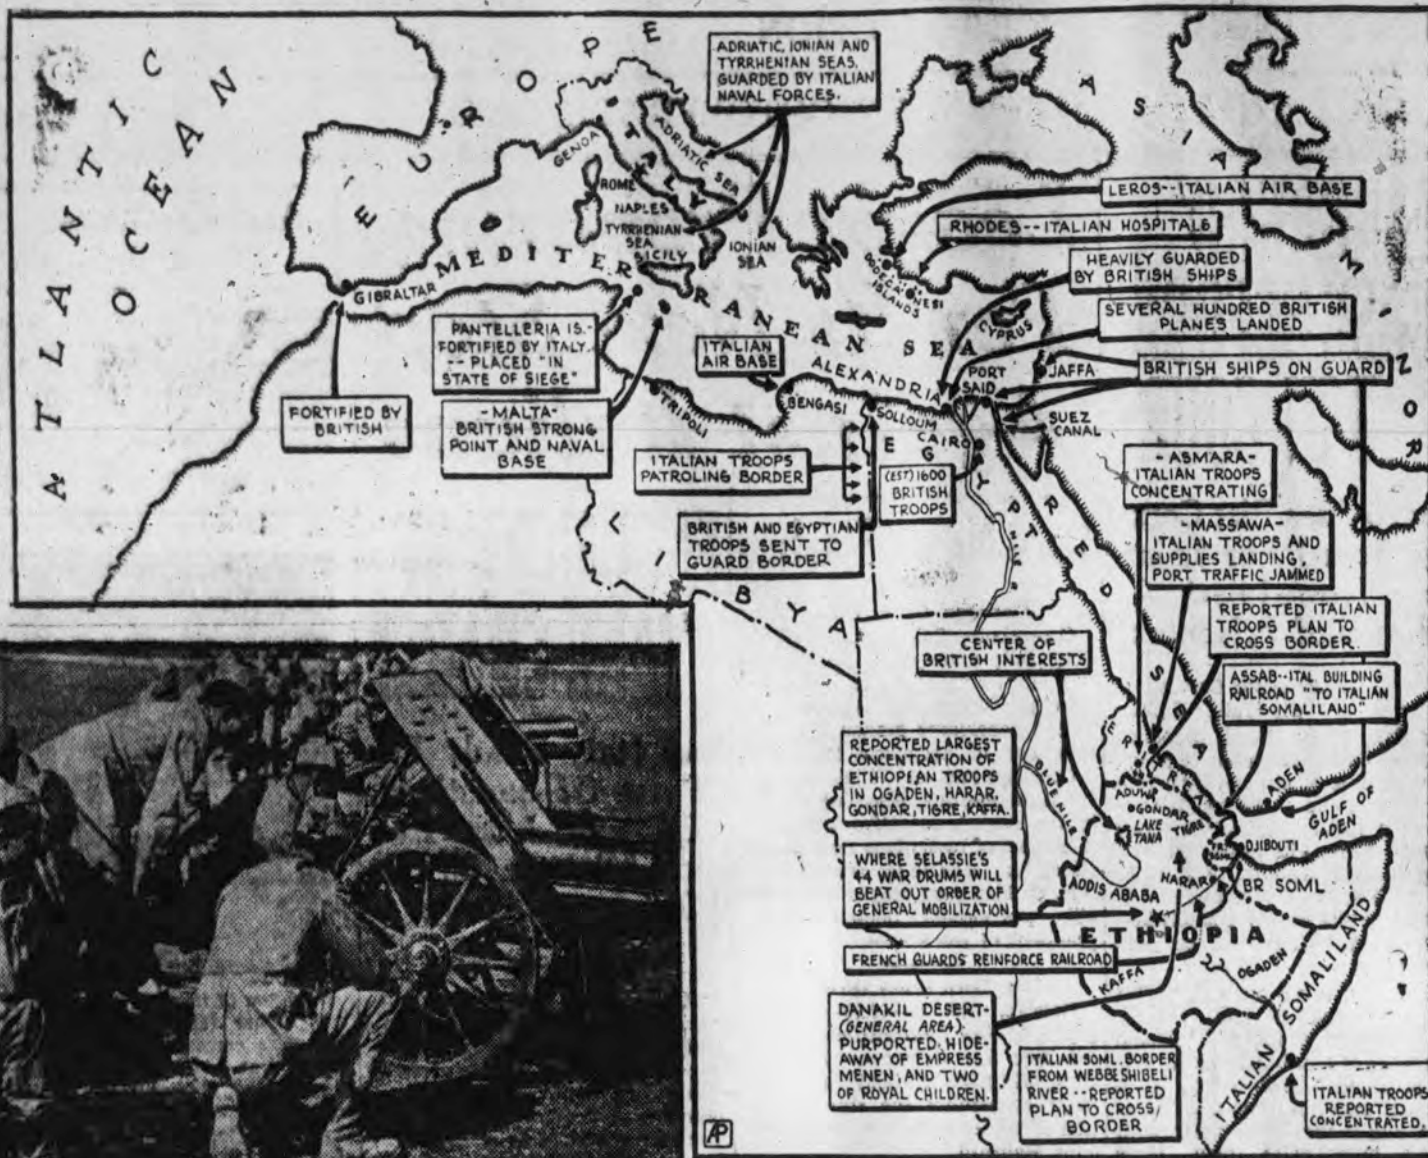 ATLANTIC
OCEAN
EUROPE
ASIA
MINOR
ADRIATIC, IONIAN AND
TYRRHENIAN SEAS.
GUARDED BY ITALIAN
NAVAL FORCES.
ITALY
GENOA
ADRIATIC SEA
ROME
NAPLES
TYRRHENIAN
SEA
SICILY
IONIAN
SEA
LEROS--ITALIAN AIR BASE
RHODES--ITALIAN HOSPITALS
DODECANESI
ISLANDS
HEAVILY GUARDED
BY BRITISH SHIPS
SEVERAL HUNDRED BRITISH
PLANES LANDED
CYPRUS
MEDITERRANEAN SEA
GIBRALTAR
PANTELLERIA IS.-
FORTIFIED BY ITALY.
-- PLACED "IN
STATE OF SIEGE"
ITALIAN
AIR BASE
ALEXANDRIA
PORT
SAID
JAFFA
BRITISH SHIPS ON GUARD
FORTIFIED BY
BRITISH
-MALTA-
BRITISH STRONG
POINT AND NAVAL
BASE
TRIPOLI
BENGASI
SOLLOUM
CAIRO
SUEZ
CANAL
EGYPT
ITALIAN TROOPS
PATROLING BORDER
(EST) 1600
BRITISH
TROOPS
-ASMARA-
ITALIAN TROOPS
CONCENTRATING
BRITISH AND EGYPTIAN
TROOPS SENT TO
GUARD BORDER
LIBYA
NILE R
RED SEA
-MASSAWA-
ITALIAN TROOPS AND
SUPPLIES LANDING,
PORT TRAFFIC JAMMED
REPORTED ITALIAN
TROOPS PLAN TO
CROSS BORDER.
CENTER OF
BRITISH INTERESTS
ASSAB--ITAL BUILDING
RAILROAD "TO ITALIAN
SOMALILAND"
REPORTED LARGEST
CONCENTRATION OF
ETHIOPEAN TROOPS
IN OGADEN, HARAR,
GONDAR, TIGRE, KAFFA.
BLUE NILE
ERITREA
ADUWA
GONDAR
TIGRE
LAKE
TANA
ADEN
GULF OF
ADEN
FR.
SOML
DJIBOUTI
WHERE SELASSIE'S
44 WAR DRUMS WILL
BEAT OUT ORDER OF
GENERAL MOBILIZATION
ADDIS ABABA
HARAR
BR SOML
ETHIOPIA
FRENCH GUARDS REINFORCE RAILROAD
KAFFA
OGADEN
ITALIAN SOMALILAND
DANAKIL DESERT-
(GENERAL AREA)
PURPORTED HIDE-
AWAY OF EMPRESS
MENEN, AND TWO
OF ROYAL CHILDREN.
ITALIAN SOML. BORDER
FROM WEBBE SHIBELI
RIVER--REPORTED
PLAN TO CROSS
BORDER
ITALIAN TROOPS
REPORTED
CONCENTRATED.
AP